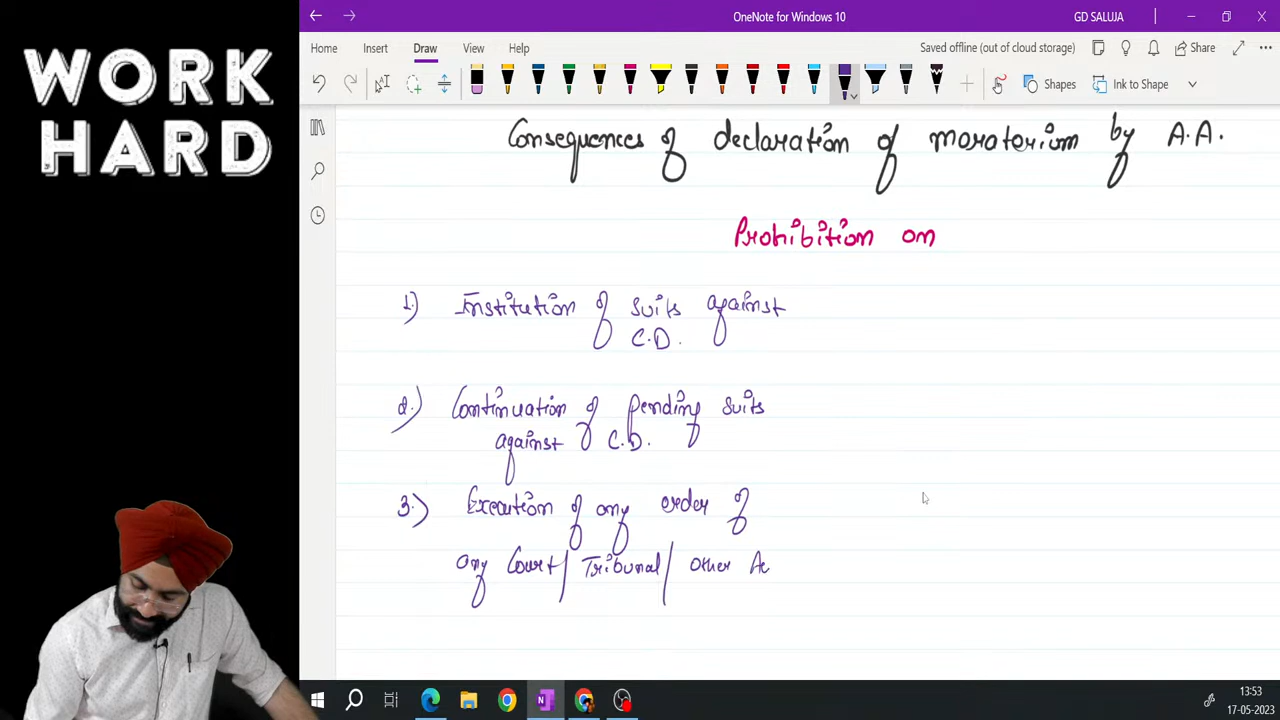 WORK
HARD
OneNote for Windows 10
GD SALUJA
Home Insert Draw View Help
Saved offline (out of cloud storage)
Share
Shapes
Ink to Shape
Consequences of declaration of moratorium by A.A.
Prohibition on
1.) Institution of suits against
C.D.
2.) Continuation of pending suits
against C.D.
3.) Execution of any order of
any Court/ Tribunal/ Other Au
13:53
17-05-2023